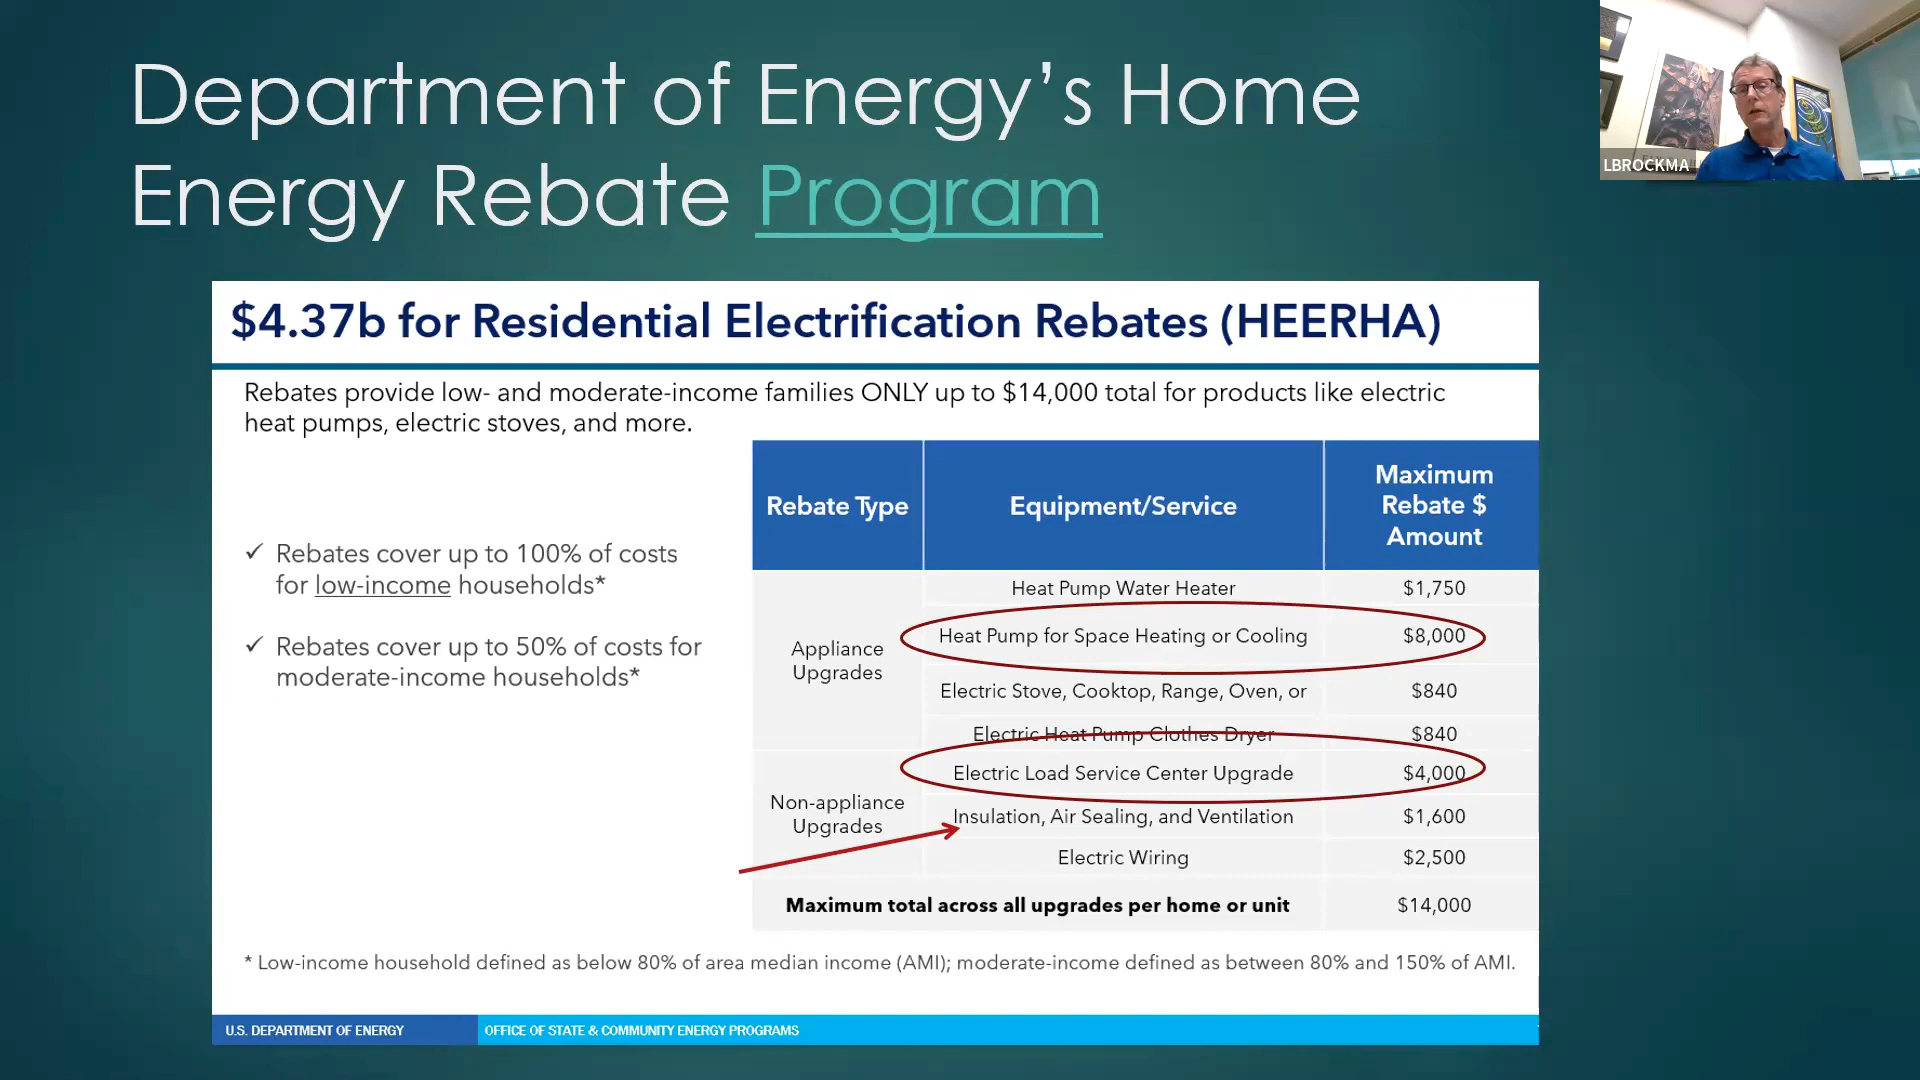 Department of Energy’s Home
Energy Rebate Program
LBROCKMA
$4.37b for Residential Electrification Rebates (HEERHA)
Rebates provide low- and moderate-income families ONLY up to $14,000 total for products like electric
heat pumps, electric stoves, and more.
✓ Rebates cover up to 100% of costs
for low-income households*
✓ Rebates cover up to 50% of costs for
moderate-income households*
Rebate Type Equipment/Service Maximum
Rebate $
Amount
Appliance
Upgrades
Heat Pump Water Heater $1,750
Heat Pump for Space Heating or Cooling $8,000
Electric Stove, Cooktop, Range, Oven, or $840
Electric Heat Pump Clothes Dryer $840
Non-appliance
Upgrades
Electric Load Service Center Upgrade $4,000
Insulation, Air Sealing, and Ventilation $1,600
Electric Wiring $2,500
Maximum total across all upgrades per home or unit $14,000
* Low-income household defined as below 80% of area median income (AMI); moderate-income defined as between 80% and 150% of AMI.
U.S. DEPARTMENT OF ENERGY OFFICE OF STATE & COMMUNITY ENERGY PROGRAMS